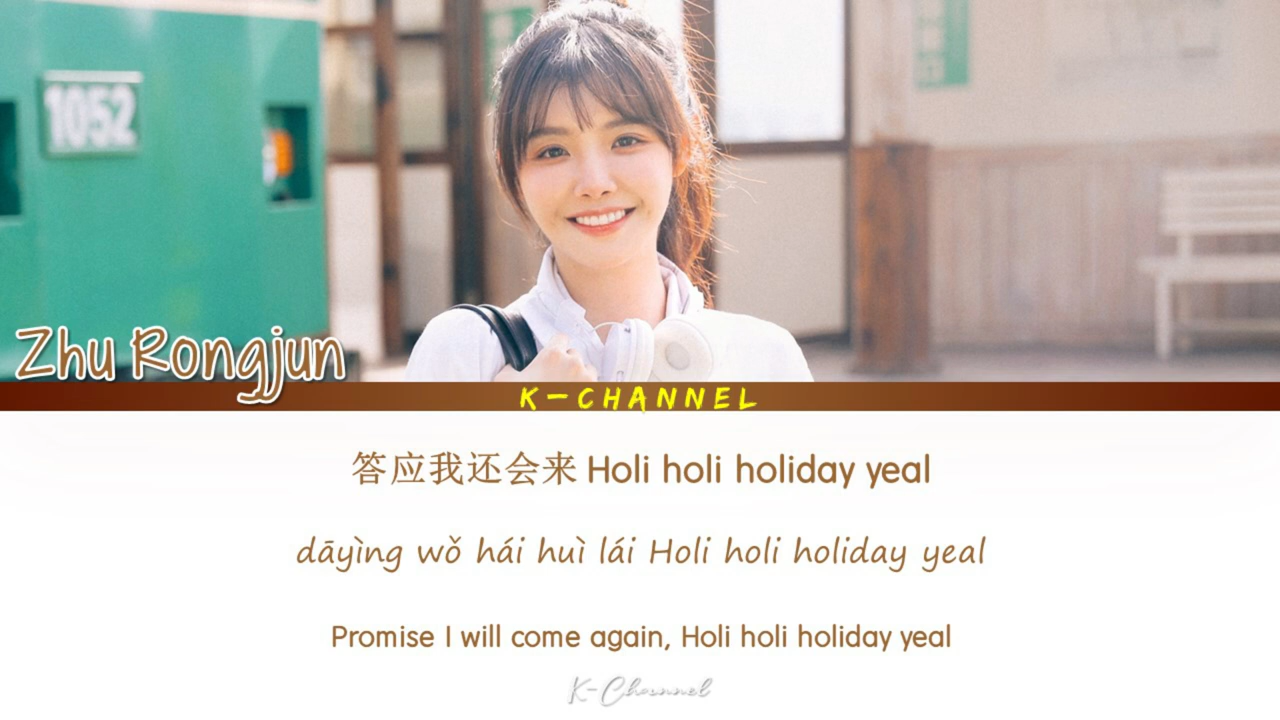 1052
Zhu Rongjun
K-CHANNEL
答应我还会来 Holi holi holiday yeal
dāyìng wǒ hái huì lái Holi holi holiday yeal
Promise I will come again, Holi holi holiday yeal
K-Channel